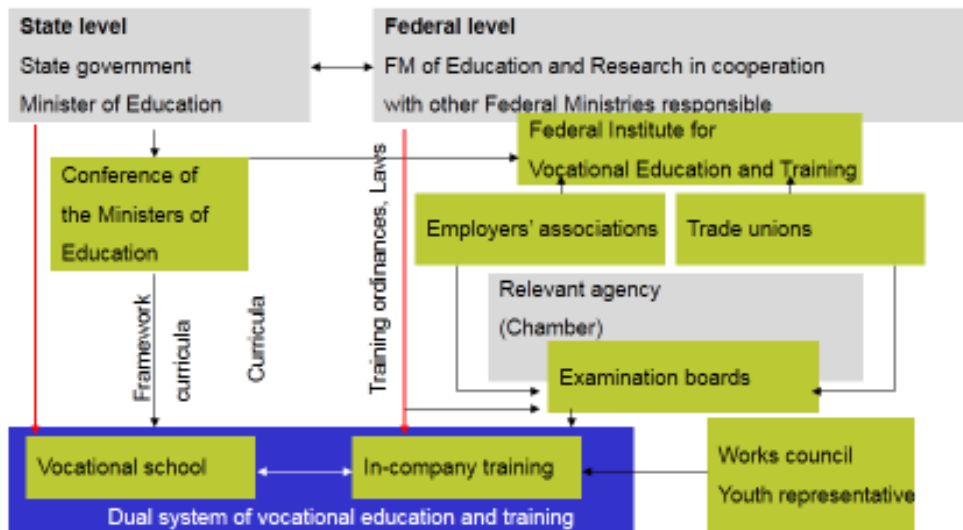 State level
State government
Minister of Education
Federal level
FM of Education and Research in cooperation
with other Federal Ministries responsible
Federal Institute for
Vocational Education and Training
Conference of
the Ministers of
Education
Employers' associations
Trade unions
Training ordinances, Laws
Framework
curricula
Curricula
Relevant agency
(Chamber)
Examination boards
Vocational school
In-company training
Works council
Youth representative
Dual system of vocational education and training